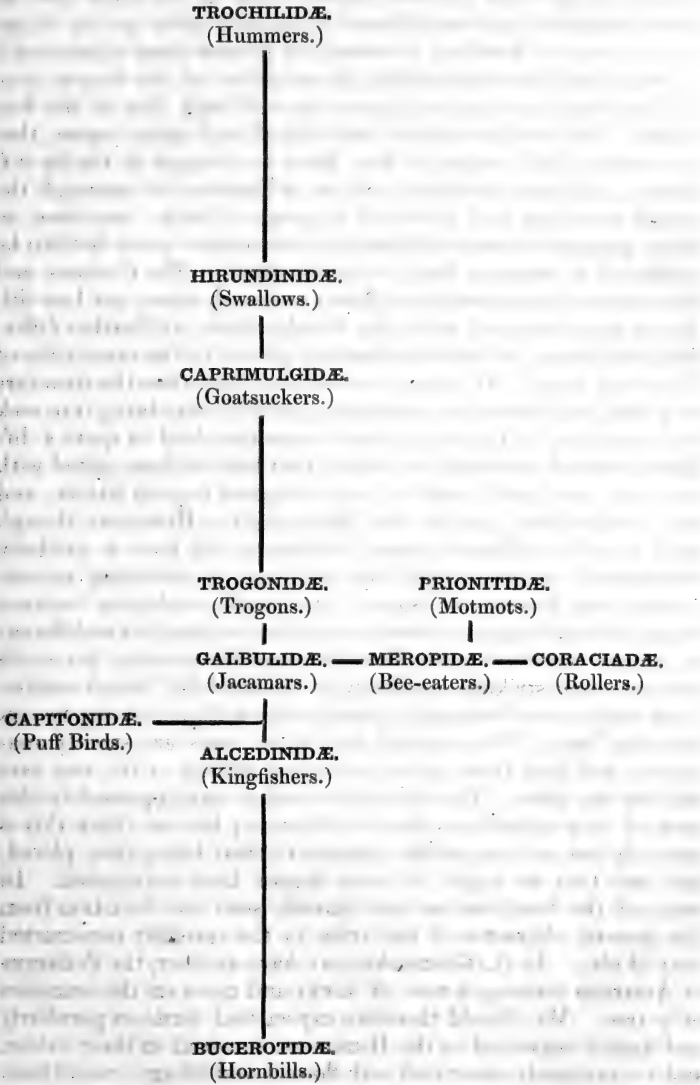 TROCHILIDÆ.
(Hummers.)
HIRUNDINIDÆ.
(Swallows.)
CAPRIMULGIDÆ.
(Goatsuckers.)
TROGONIDÆ. PRIONITIDÆ.
(Trogons.) (Motmots.)
GALBULIDÆ. — MEROPIDÆ. — CORACIADÆ.
(Jacamars.) (Bee-eaters.) (Rollers.)
CAPITONIDÆ.
(Puff Birds.)
ALCEDINIDÆ.
(Kingfishers.)
BUCEROTIDÆ.
(Hornbills.)